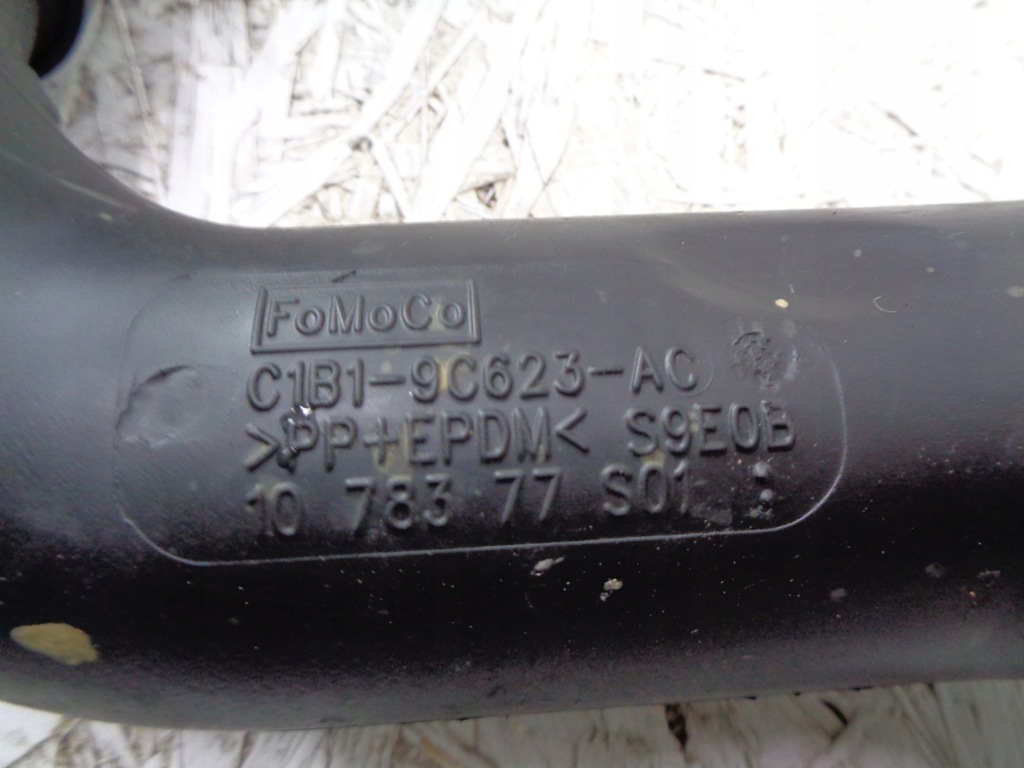 FoMoCo
C1B1-9C623-AC
>PP+EPDM< S9E0B
10 783 77 S01